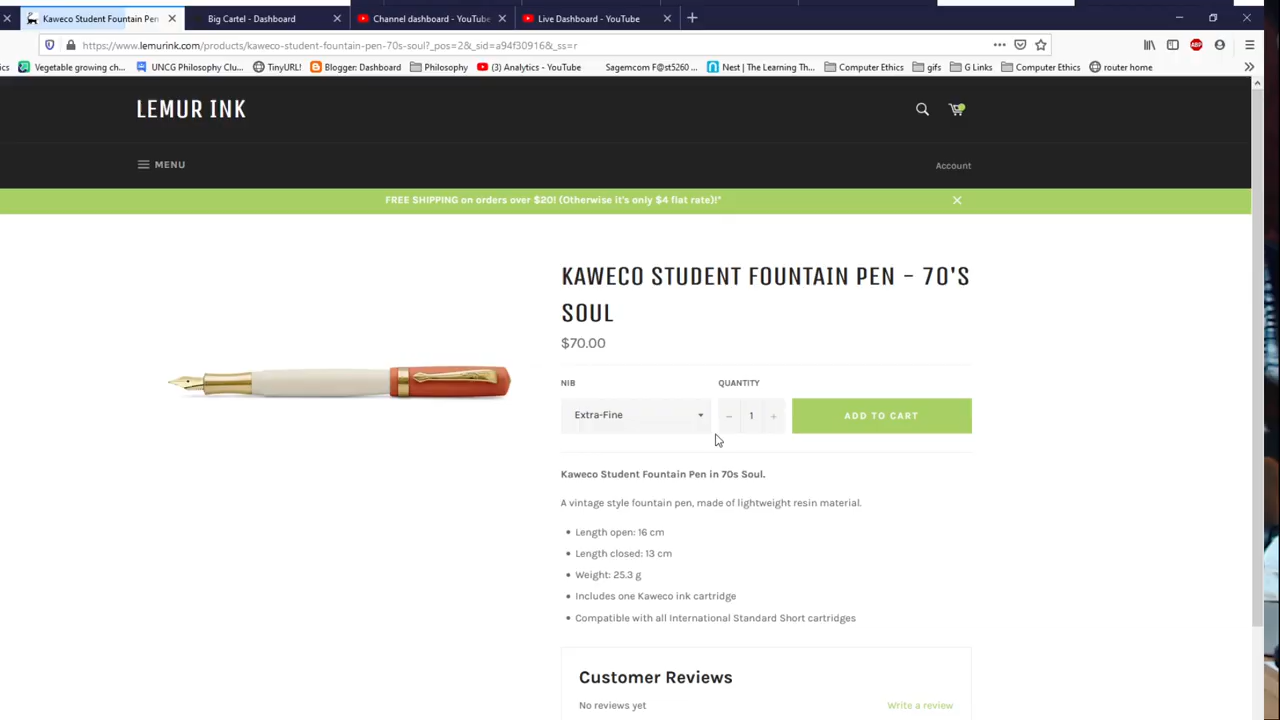 Kaweco Student Fountain Pen
Big Cartel - Dashboard
Channel dashboard - YouTube
Live Dashboard - YouTube
https://www.lemurink.com/products/kaweco-student-fountain-pen-70s-soul?_pos=2&_sid=a94f30916&_ss=r
ABP
Vegetable growing ch...
UNCG Philosophy Clu...
TinyURL!
Blogger: Dashboard
Philosophy
(3) Analytics - YouTube
Sagemcom F@st5260 ...
Nest | The Learning Th...
Computer Ethics
gifs
G Links
Computer Ethics
router home
LEMUR INK
MENU
Account
FREE SHIPPING on orders over $20! (Otherwise it's only $4 flat rate)!*
KAWECO STUDENT FOUNTAIN PEN - 70'S
SOUL
$70.00
NIB
QUANTITY
Extra-Fine
− 1 +
ADD TO CART
Kaweco Student Fountain Pen in 70s Soul.
A vintage style fountain pen, made of lightweight resin material.
• Length open: 16 cm
• Length closed: 13 cm
• Weight: 25.3 g
• Includes one Kaweco ink cartridge
• Compatible with all International Standard Short cartridges
Customer Reviews
No reviews yet
Write a review